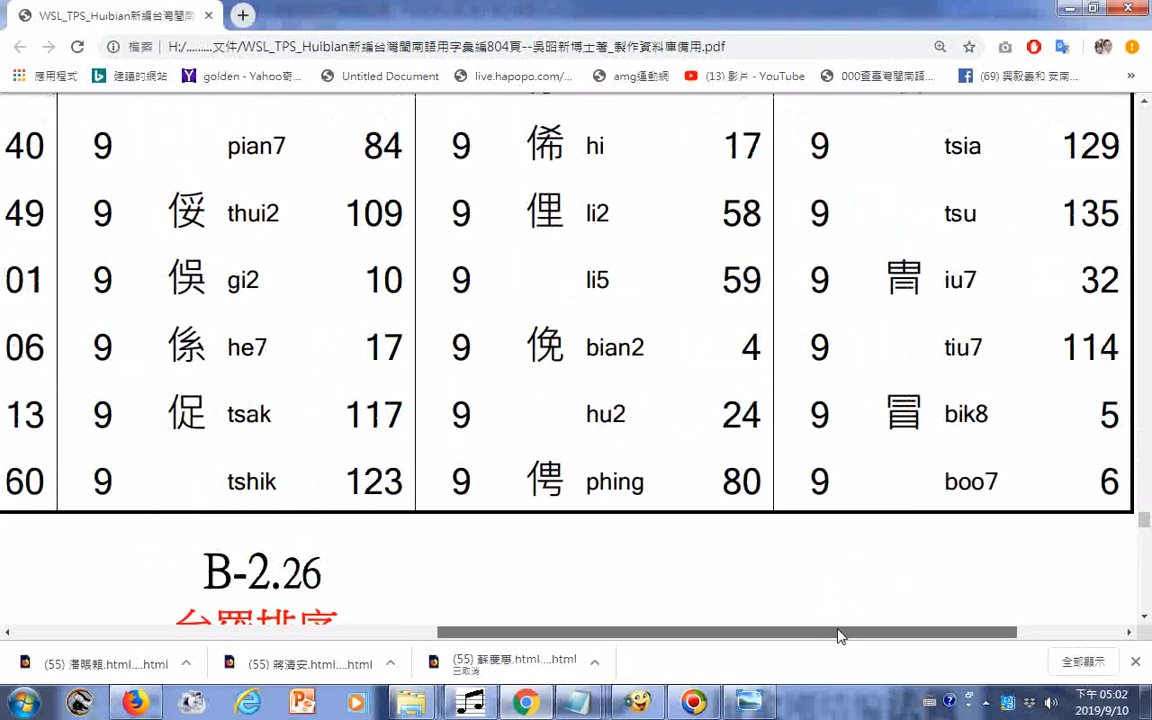 WSL_TPS_Huibian新編台灣閩南
檔案 H:/.........文件/WSL_TPS_Huibian新編台灣閩南語用字彙編804頁--吳昭新博士著_製作資料庫備用.pdf
應用程式 建議的網站 golden - Yahoo奇... Untitled Document live.hapopo.com/... amg運動網 (13) 影片 - YouTube 000查臺灣閩南語... (69) 興毅義和 安南... »
40 9 pian7 84 9 俙 hi 17 9 tsia 129
49 9 俀 thui2 109 9 俚 li2 58 9 tsu 135
01 9 俁 gi2 10 9 li5 59 9 冑 iu7 32
06 9 係 he7 17 9 俛 bian2 4 9 tiu7 114
13 9 促 tsak 117 9 hu2 24 9 冒 bik8 5
60 9 tshik 123 9 俜 phing 80 9 boo7 6
B-2.26
台羅排序
(55) 潘賜賴.html....html (55) 蔣清安.html....html (55) 蘇慶專.html....html 全部顯示
已取消
下午 05:02
2019/9/10